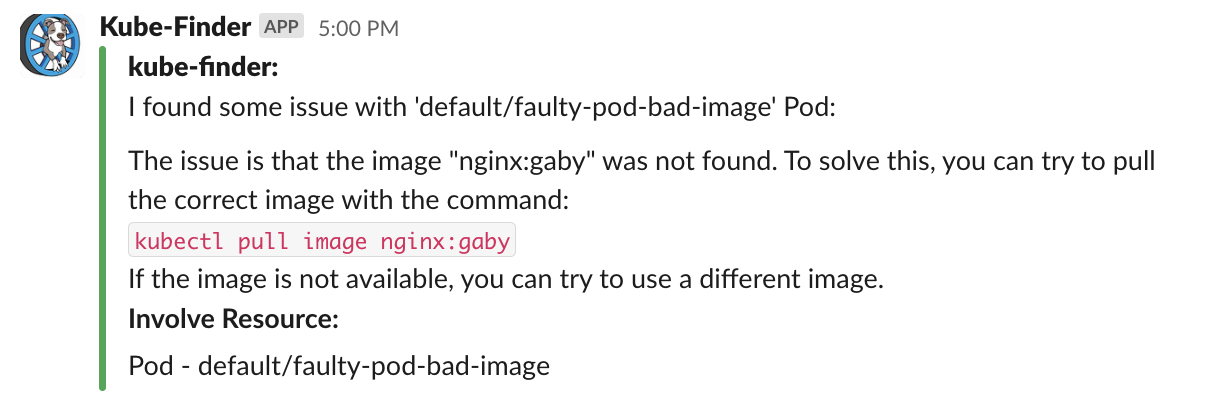 Kube-Finder APP 5:00 PM
kube-finder:
I found some issue with 'default/faulty-pod-bad-image' Pod:
The issue is that the image "nginx:gaby" was not found. To solve this, you can try to pull
the correct image with the command:
kubectl pull image nginx:gaby
If the image is not available, you can try to use a different image.
Involve Resource:
Pod - default/faulty-pod-bad-image